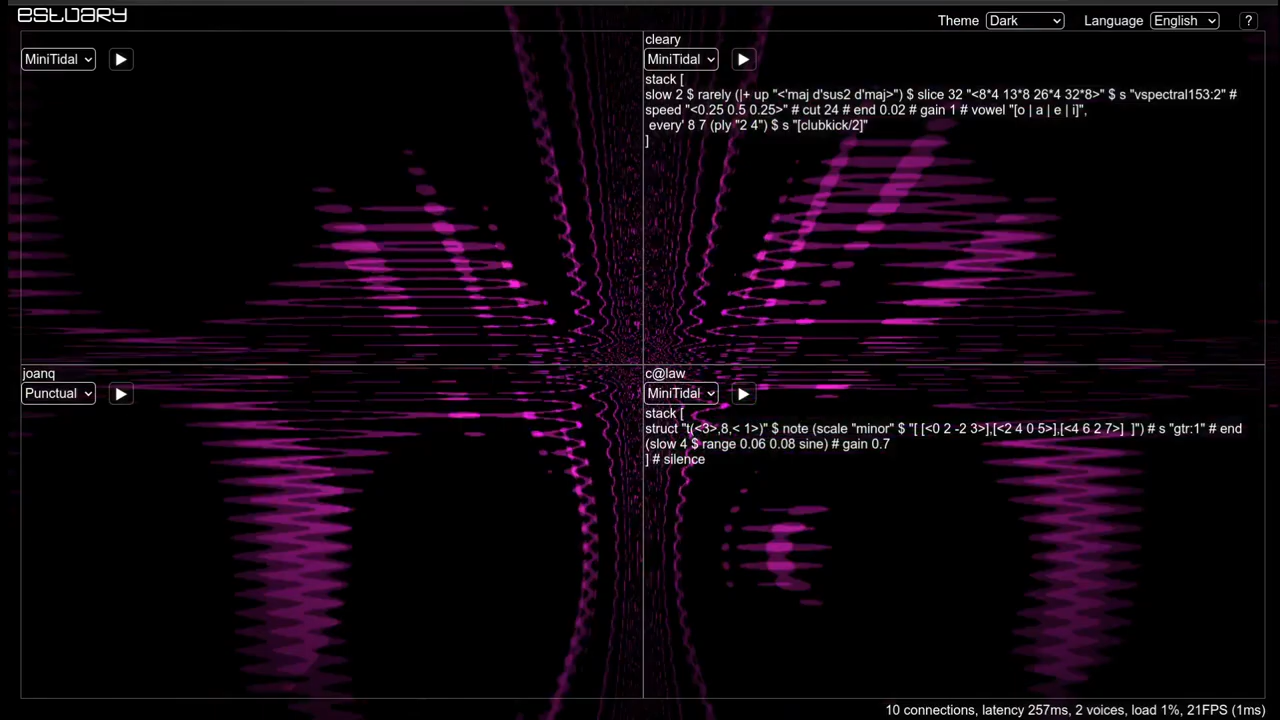 estuary
Theme Dark Language English ?
MiniTidal
cleary
MiniTidal
stack [
slow 2 $ rarely (|+ up "<'maj d'sus2 d'maj>") $ slice 32 "<8*4 13*8 26*4 32*8>" $ s "vspectral153:2" #
speed "<0.25 0.5 0.25>" # cut 24 # end 0.02 # gain 1 # vowel "[o | a | e | i]",
every' 8 7 (ply "2 4") $ s "[clubkick/2]"
]
joanq
Punctual
c@law
MiniTidal
stack [
struct "t(<3>,8,< 1>)" $ note (scale "minor" $ "[ [<0 2 -2 3>],[<2 4 0 5>],[<4 6 2 7>] ]") # s "gtr:1" # end
(slow 4 $ range 0.06 0.08 sine) # gain 0.7
] # silence
10 connections, latency 257ms, 2 voices, load 1%, 21FPS (1ms)